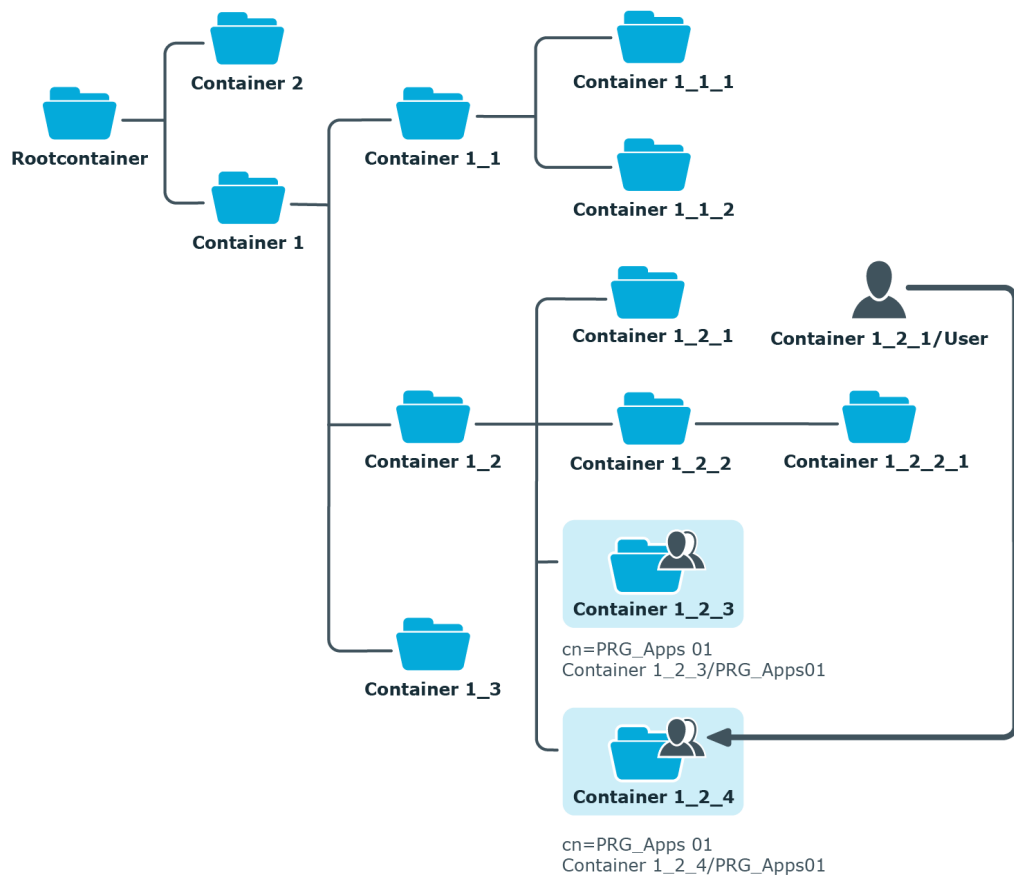 Container 2
Rootcontainer
Container 1
Container 1_1
Container 1_1_1
Container 1_1_2
Container 1_2_1
Container 1_2_1/User
Container 1_2
Container 1_2_2
Container 1_2_2_1
Container 1_2_3
cn=PRG_Apps 01
Container 1_2_3/PRG_Apps01
Container 1_3
Container 1_2_4
cn=PRG_Apps 01
Container 1_2_4/PRG_Apps01